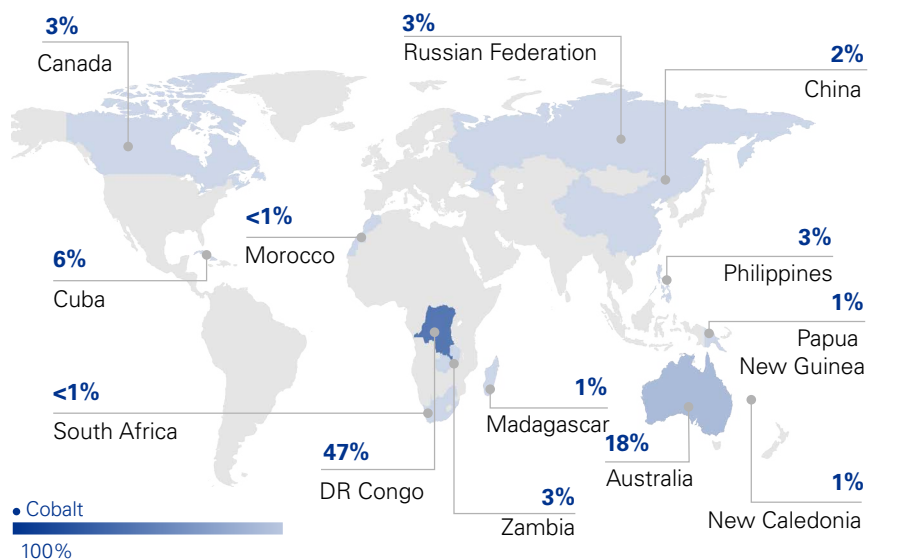 3%
Canada
3%
Russian Federation
2%
China
<1%
Morocco
6%
Cuba
3%
Philippines
1%
Papua
New Guinea
<1%
South Africa
1%
Madagascar
47%
DR Congo
18%
Australia
3%
Zambia
1%
New Caledonia
Cobalt
100%